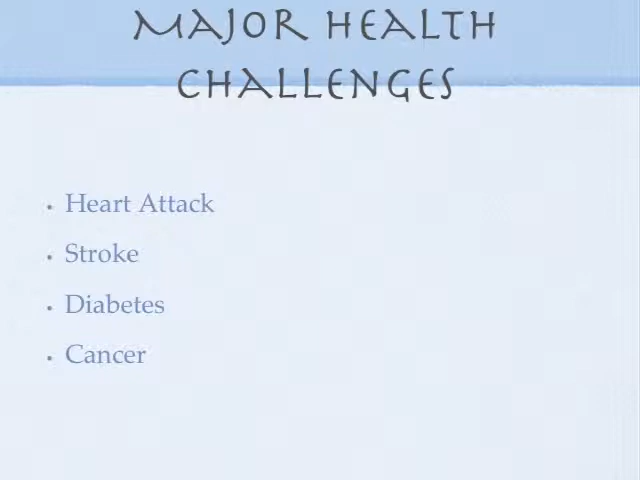 Major Health
Challenges
• Heart Attack
• Stroke
• Diabetes
• Cancer